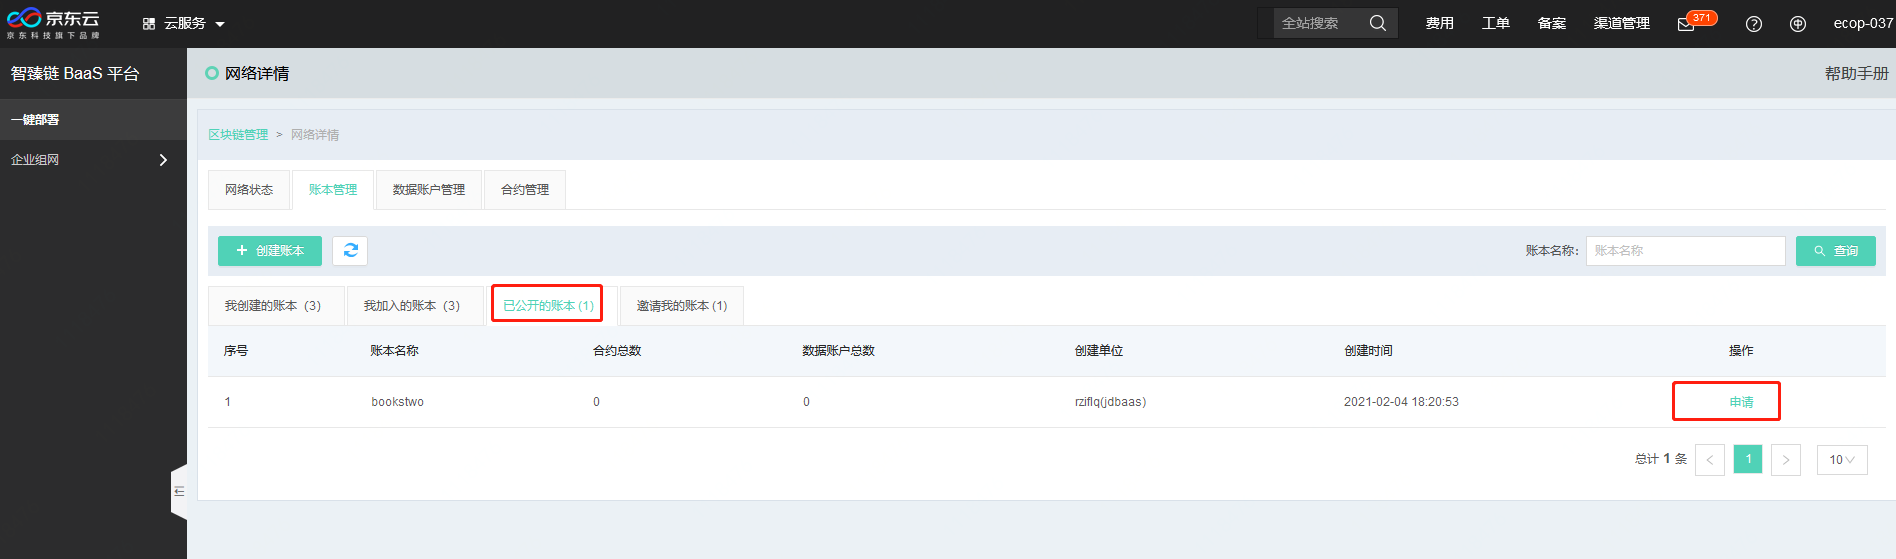 京东云
京东科技旗下品牌
云服务
全站搜索
费用
工单
备案
渠道管理
371
ecop-037
智臻链 BaaS 平台
一键部署
企业组网
网络详情
帮助手册
区块链管理 > 网络详情
网络状态
账本管理
数据账户管理
合约管理
+ 创建账本
账本名称:
账本名称
查询
我创建的账本（3）
我加入的账本（3）
已公开的账本 (1)
邀请我的账本 (1)
序号 账本名称 合约总数 数据账户总数 创建单位 创建时间 操作
1 bookstwo 0 0 rziflq(jdbaas) 2021-02-04 18:20:53 申请
总计 1 条 < 1 > 10